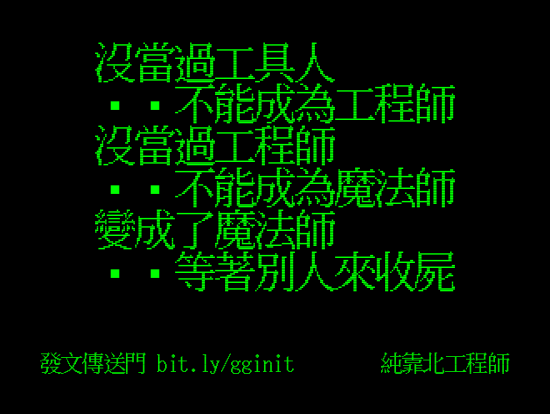 沒當過工具人
▪▪不能成為工程師
沒當過工程師
▪▪不能成為魔法師
變成了魔法師
▪▪等著別人來收屍
發文傳送門 bit.ly/gginit 純靠北工程師